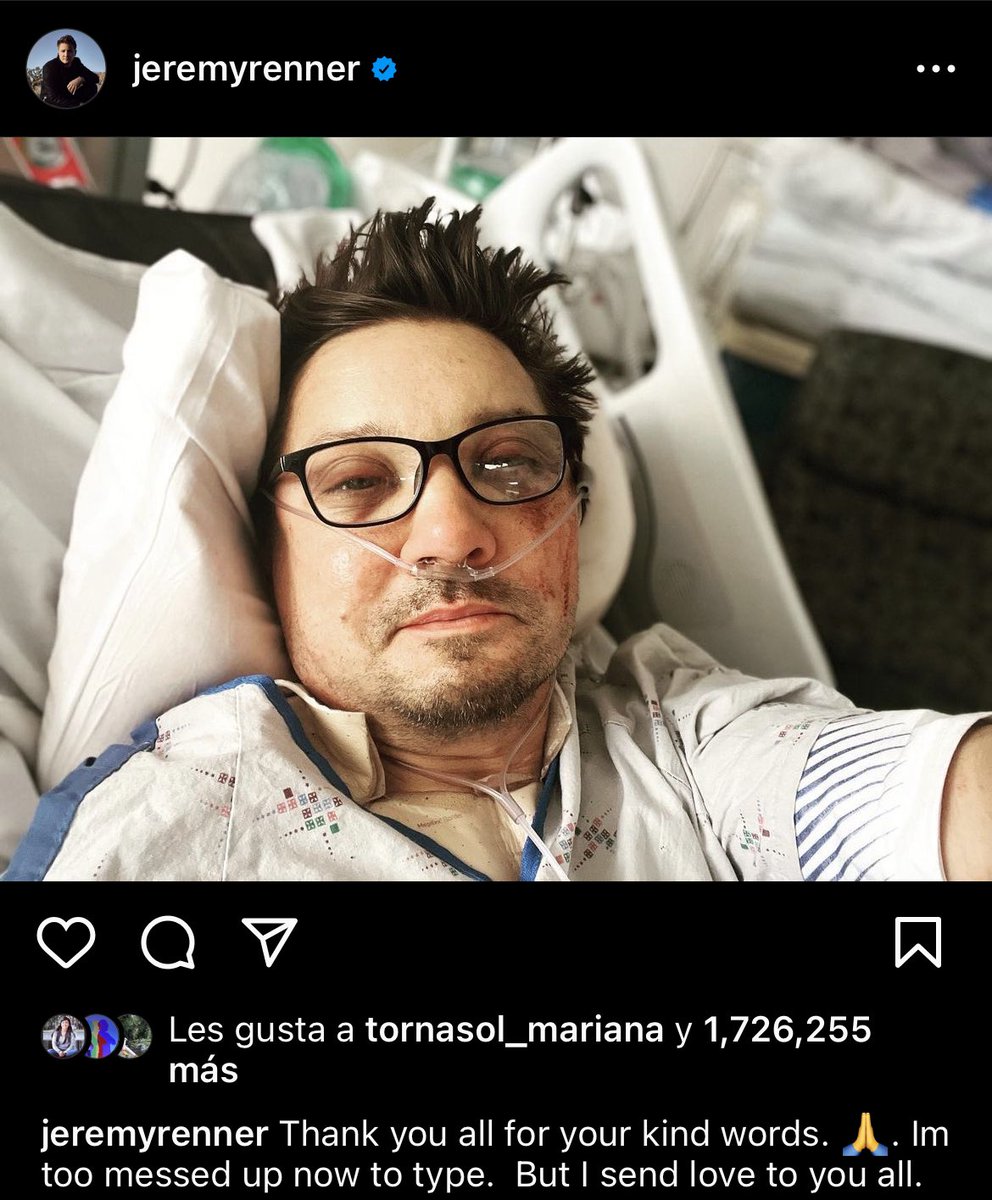 jeremyrenner
Les gusta a tornasol_mariana y 1,726,255
más
jeremyrenner Thank you all for your kind words. 🙏. Im
too messed up now to type.  But I send love to you all.